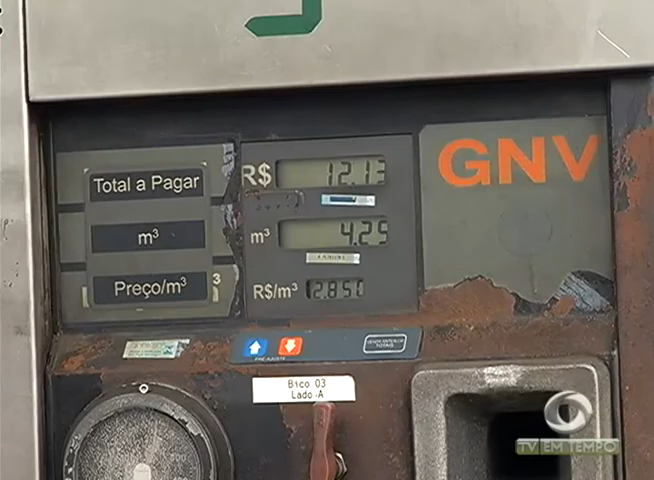 Total a Pagar R$ 12.13
GNV
m³ m³ 4.25
Preço/m³ R$/m³ 2.850
Bico 03
Lado-A
TV EM TEMPO